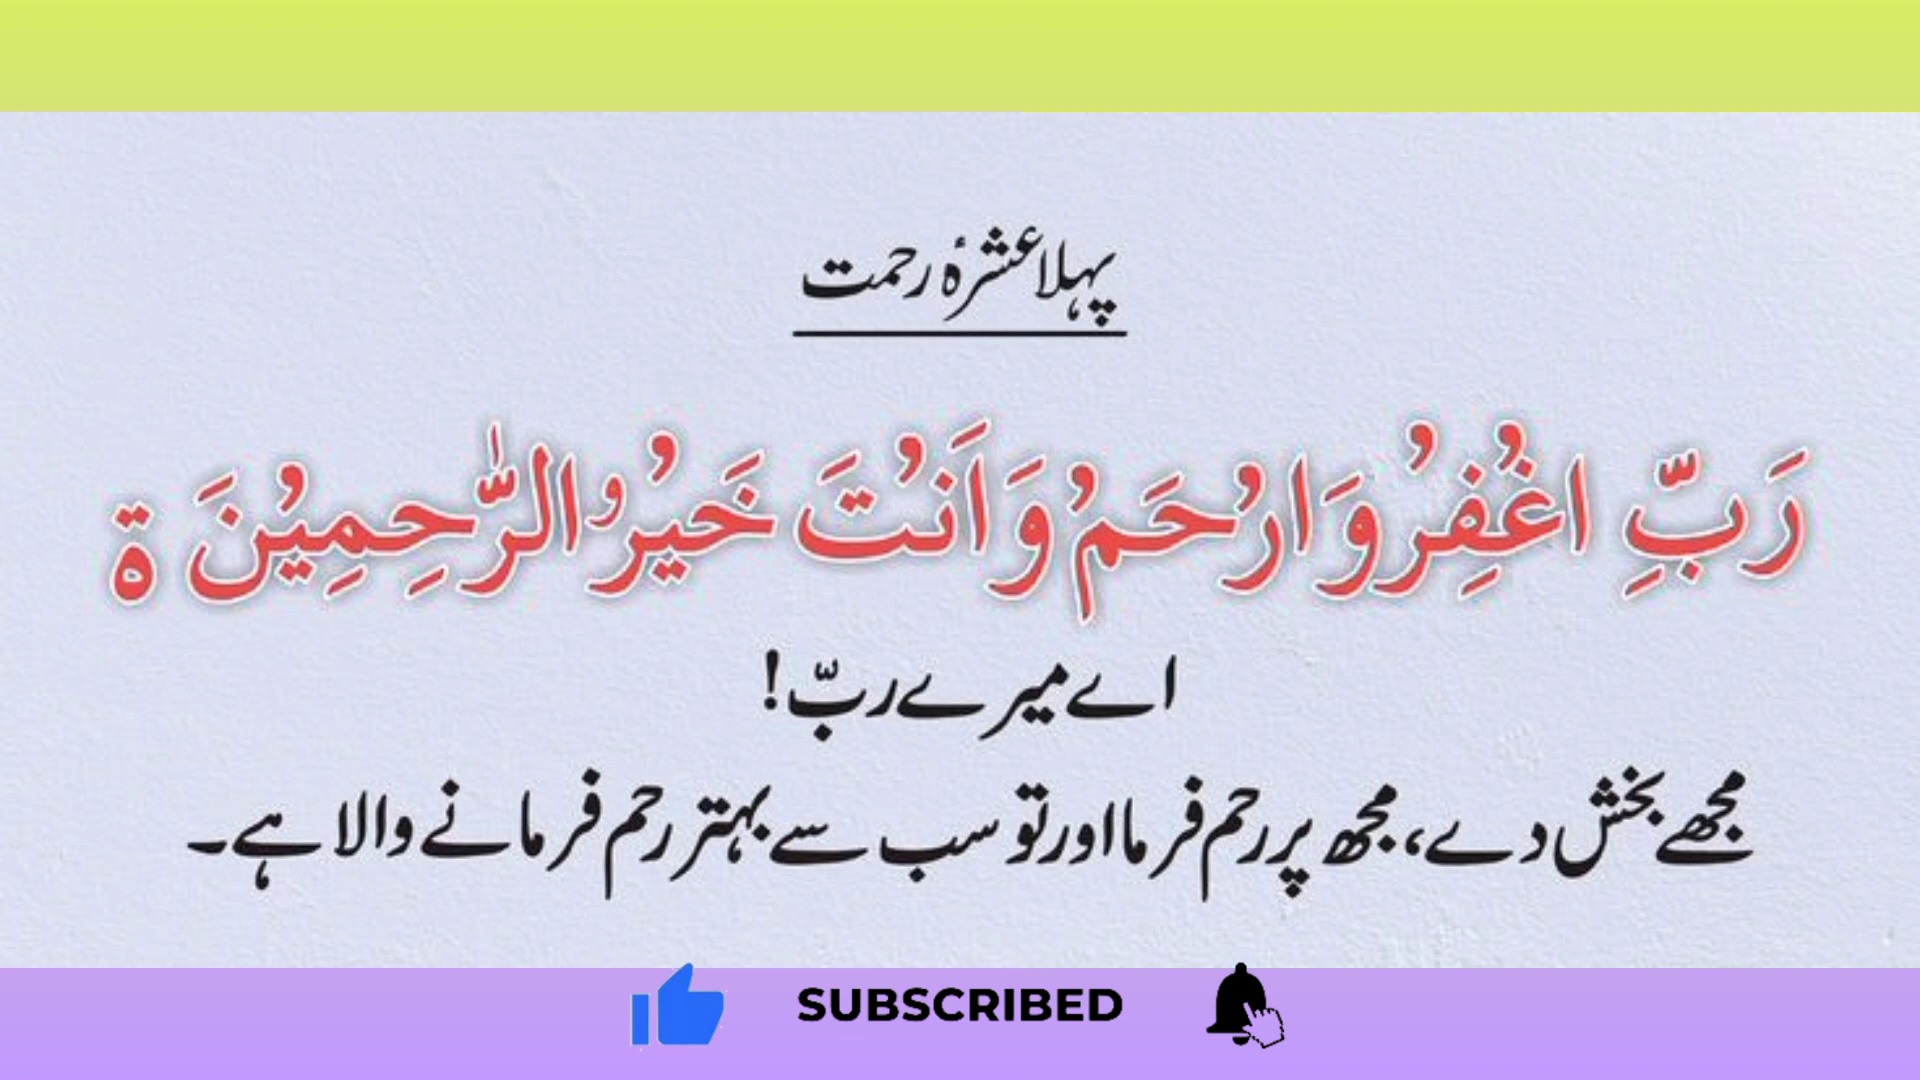 پہلا عشرۂ رحمت
رَبِّ اغْفِرْ وَارْحَمْ وَاَنْتَ خَيْرُ الرّٰحِمِيْنَ ة
اے میرے ربّ!
مجھے بخش دے، مجھ پر رحم فرما اور تو سب سے بہتر رحم فرمانے والا ہے۔
SUBSCRIBED